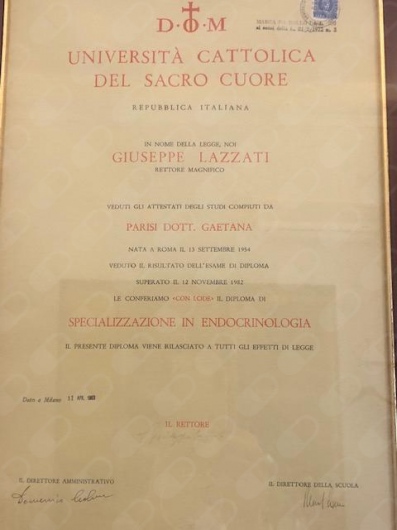 D·O·M
UNIVERSITÀ CATTOLICA
DEL SACRO CUORE
REPUBBLICA ITALIANA
IN NOME DELLA LEGGE, NOI
GIUSEPPE LAZZATI
RETTORE MAGNIFICO
VEDUTI GLI ATTESTATI DEGLI STUDI COMPIUTI DA
PARISI DOTT. GAETANA
NATA A ROMA IL 13 SETTEMBRE 1954
VEDUTO IL RISULTATO DELL'ESAME DI DIPLOMA
SUPERATO IL 12 NOVEMBRE 1982
LE CONFERIAMO «CON LODE» IL DIPLOMA DI
SPECIALIZZAZIONE IN ENDOCRINOLOGIA
IL PRESENTE DIPLOMA VIENE RILASCIATO A TUTTI GLI EFFETTI DI LEGGE
Dato a Milano
IL RETTORE
IL DIRETTORE AMMINISTRATIVO
IL DIRETTORE DELLA SCUOLA